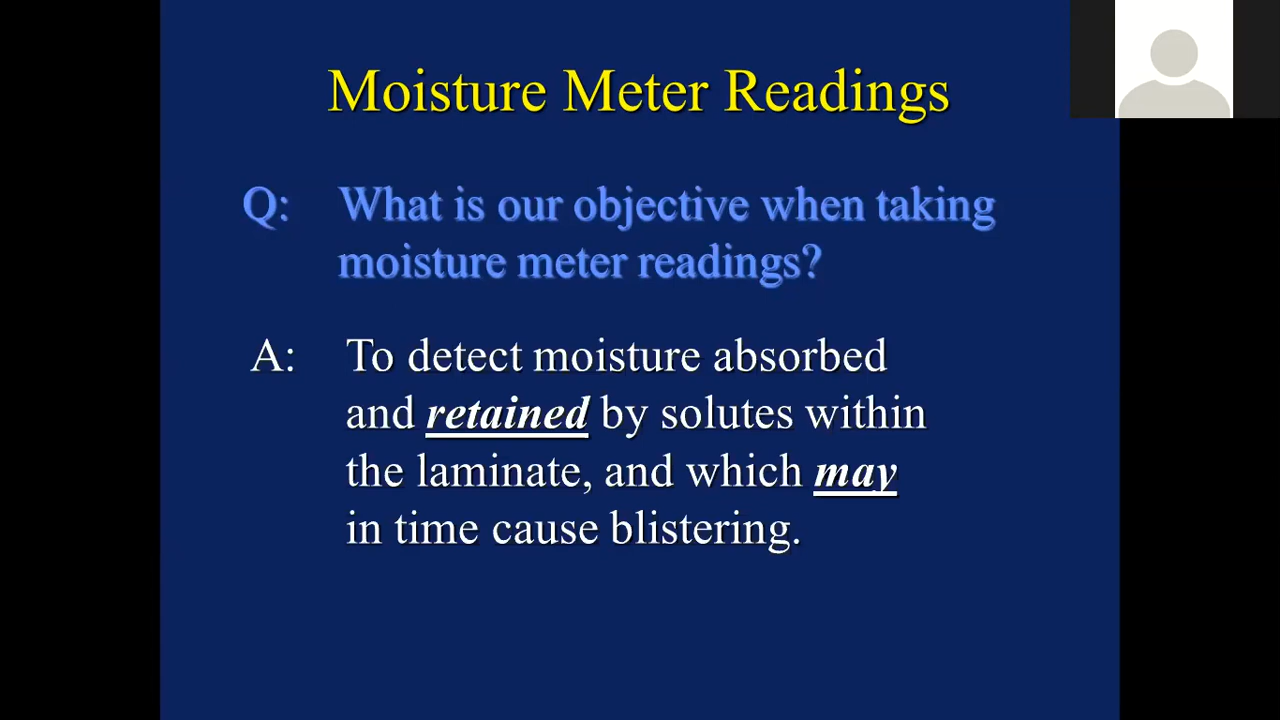 Moisture Meter Readings
Q: What is our objective when taking
moisture meter readings?
A: To detect moisture absorbed
and retained by solutes within
the laminate, and which may
in time cause blistering.